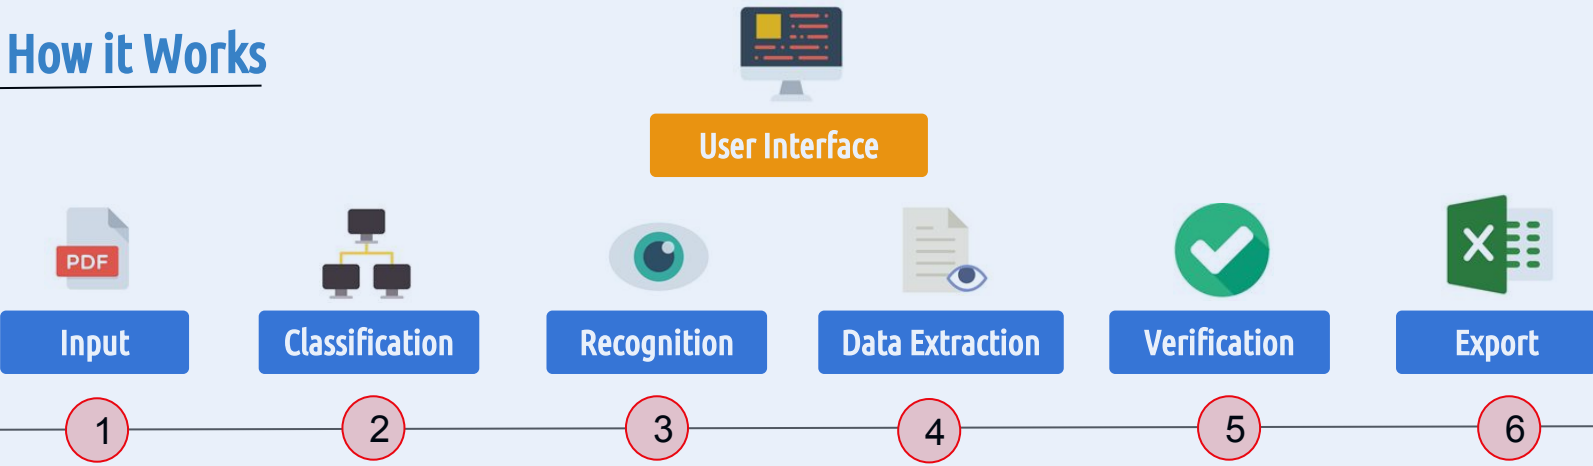 How it Works
User Interface
PDF
X
Input
Classification
Recognition
Data Extraction
Verification
Export
1
2
3
4
5
6